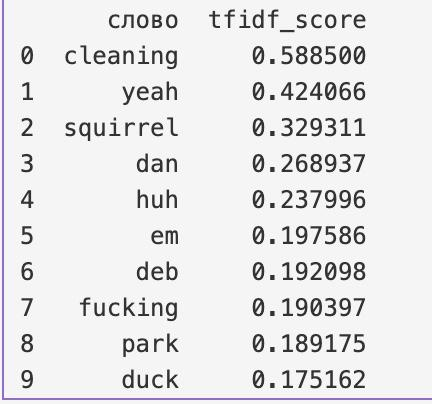 слово tfidf_score
0 cleaning 0.588500
1 yeah 0.424066
2 squirrel 0.329311
3 dan 0.268937
4 huh 0.237996
5 em 0.197586
6 deb 0.192098
7 fucking 0.190397
8 park 0.189175
9 duck 0.175162